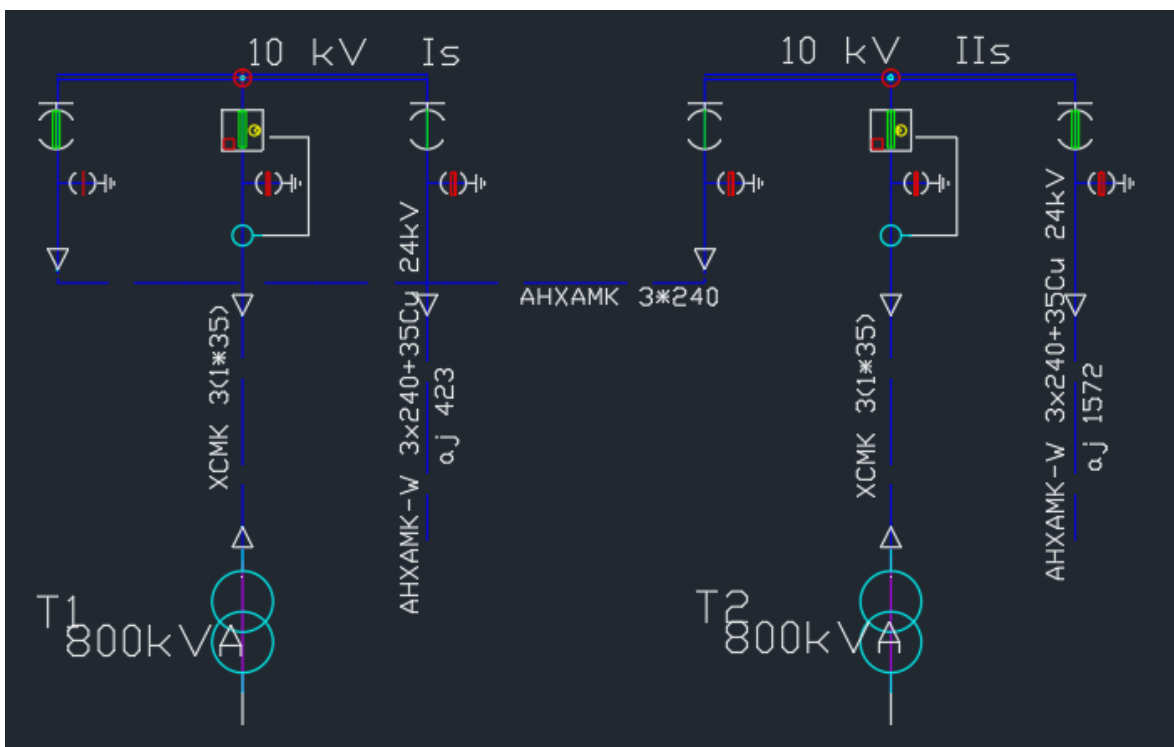 10 kV Is
10 kV IIs
AHXAMK 3*240
XCMK 3(1*35)
AHXAMK-W 3x240+35Cu 24kV
aj 423
XCMK 3(1*35)
AHXAMK-W 3x240+35Cu 24kV
aj 1572
T1
800kVA
T2
800kVA